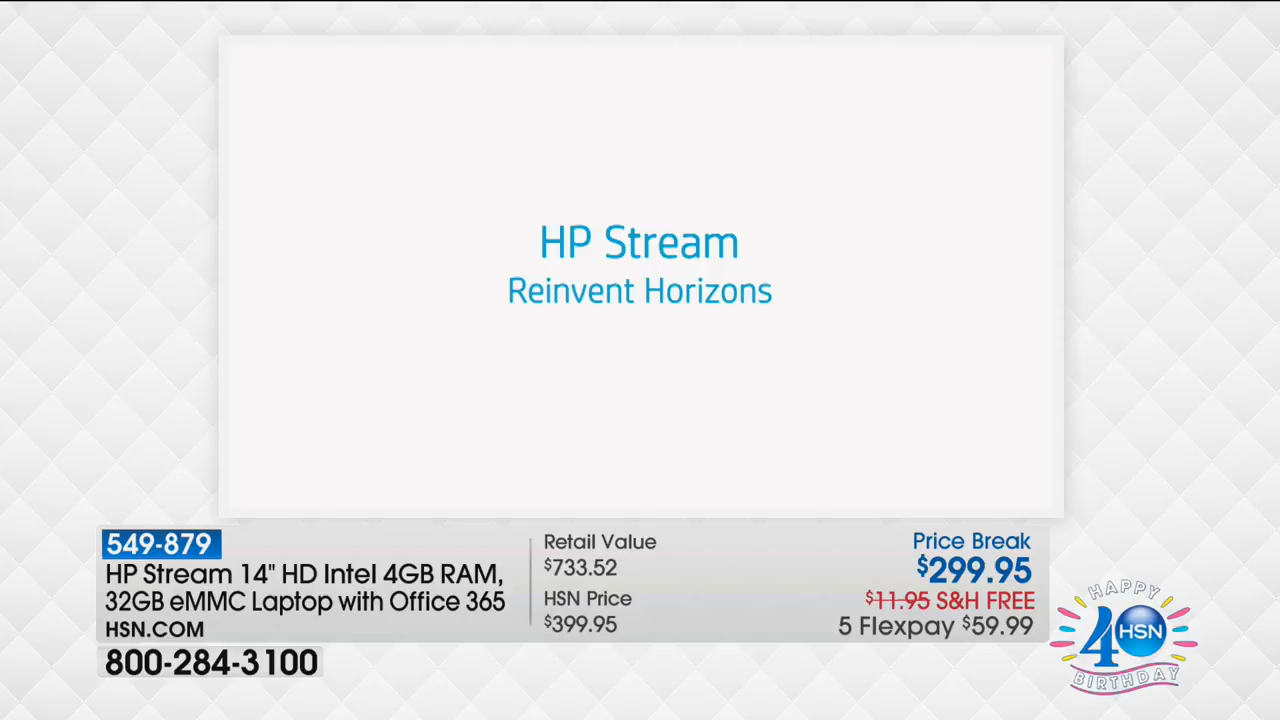 HP Stream
Reinvent Horizons
549-879
HP Stream 14" HD Intel 4GB RAM,
32GB eMMC Laptop with Office 365
HSN.COM
800-284-3100
Retail Value
$733.52
HSN Price
$399.95
Price Break
$299.95
$11.95 S&H FREE
5 Flexpay $59.99
HAPPY
40 HSN
BIRTHDAY